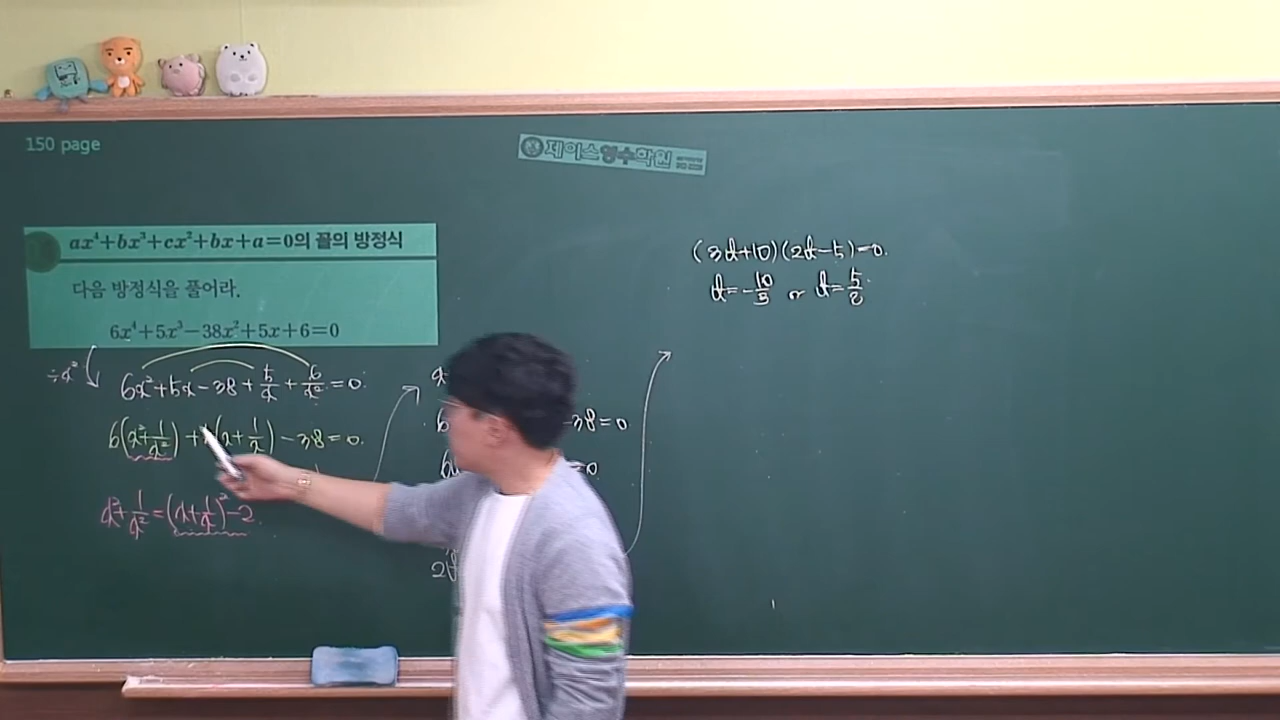 150 page
제이스영수학원
ax⁴+bx³+cx²+bx+a=0의 꼴의 방정식
다음 방정식을 풀어라.
6x⁴+5x³−38x²+5x+6=0
÷x²
6x²+5x−38+5/x+6/x²=0.
6(x²+1/x²)+ (x+1/x)−38=0.
x²+1/x²=(x+1/x)²−2
−38=0
=0
(3t+10)(2t−5)=0.
t=−10/3 or t=5/2